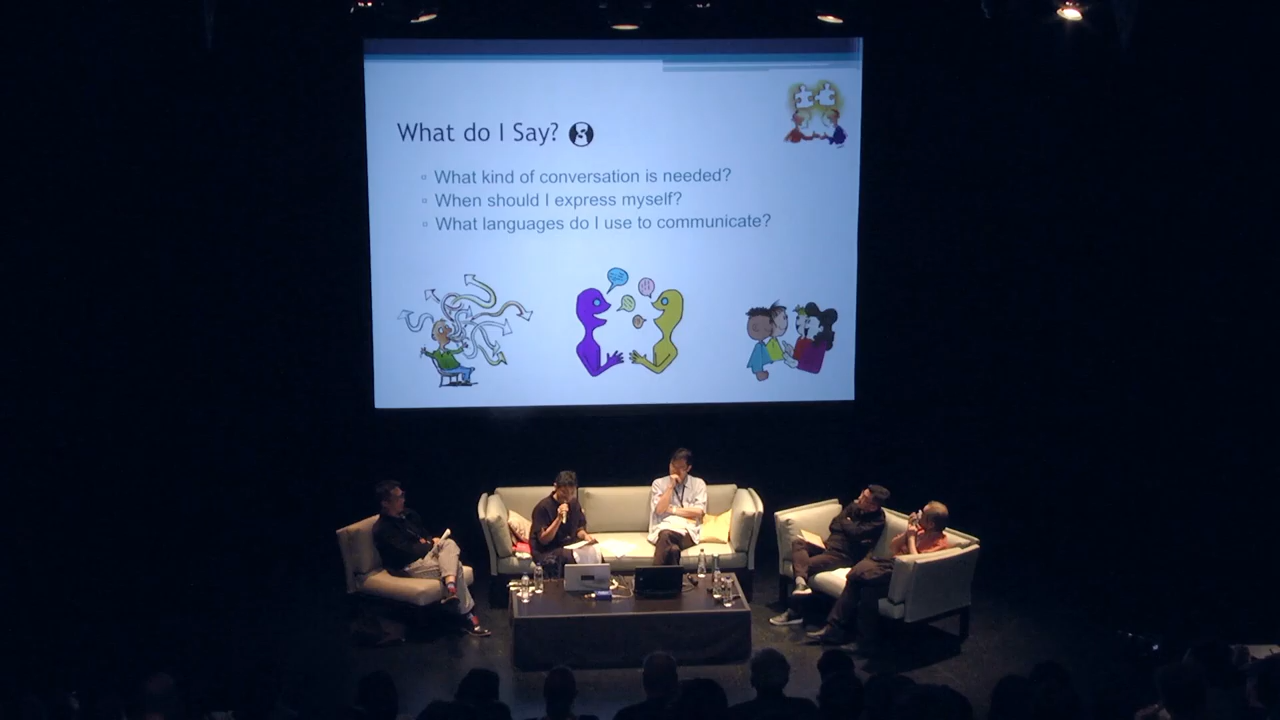 What do I Say?
What kind of conversation is needed?
When should I express myself?
What languages do I use to communicate?